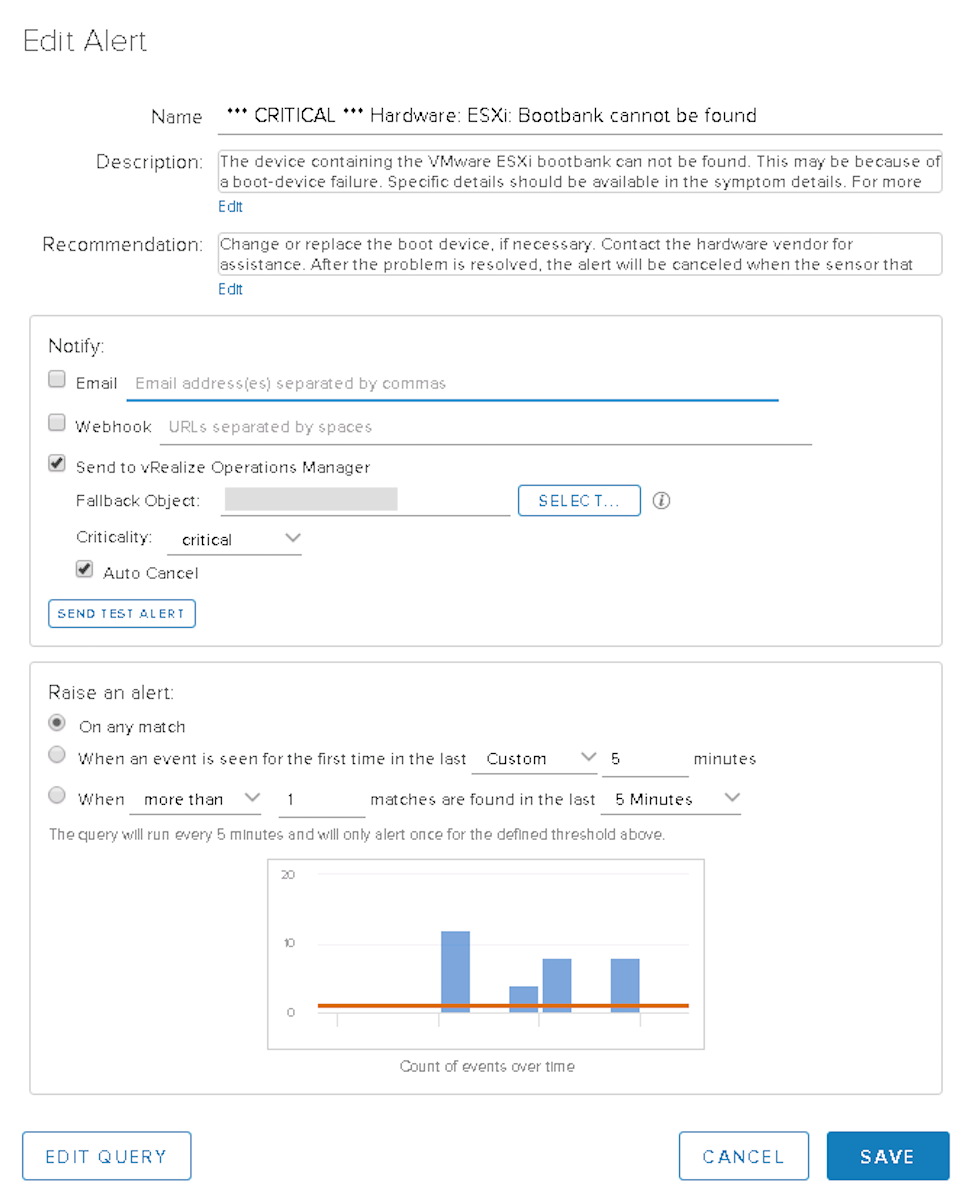 Edit Alert
Name *** CRITICAL *** Hardware: ESXi: Bootbank cannot be found
Description: The device containing the VMware ESXi bootbank can not be found. This may be because of
a boot-device failure. Specific details should be available in the symptom details. For more
Edit
Recommendation: Change or replace the boot device, if necessary. Contact the hardware vendor for
assistance. After the problem is resolved, the alert will be canceled when the sensor that
Edit
Notify:
Email Email address(es) separated by commas
Webhook URLs separated by spaces
Send to vRealize Operations Manager
Fallback Object: SELECT... i
Criticality: critical
Auto Cancel
SEND TEST ALERT
Raise an alert:
On any match
When an event is seen for the first time in the last Custom 5 minutes
When more than 1 matches are found in the last 5 Minutes
The query will run every 5 minutes and will only alert once for the defined threshold above.
20
10
0
Count of events over time
EDIT QUERY CANCEL SAVE